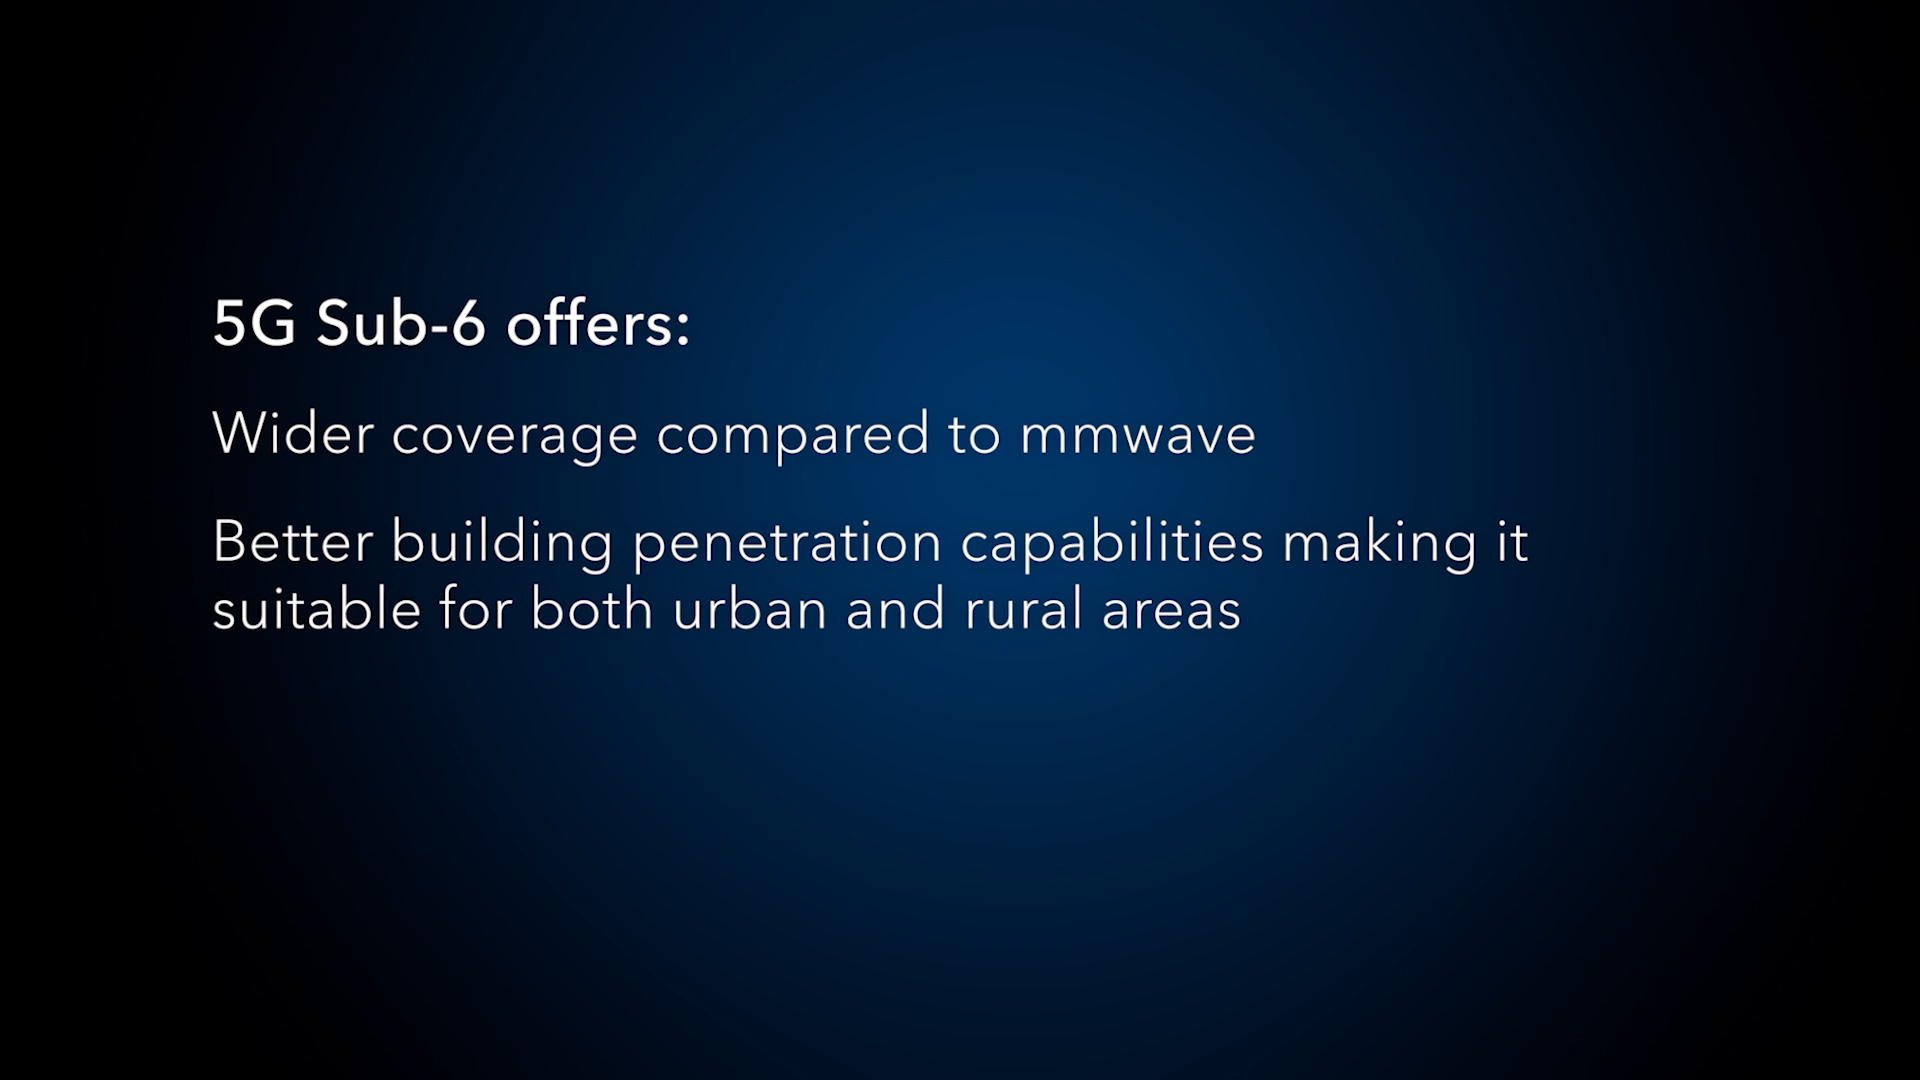 5G Sub-6 offers:
Wider coverage compared to mmwave
Better building penetration capabilities making it
suitable for both urban and rural areas